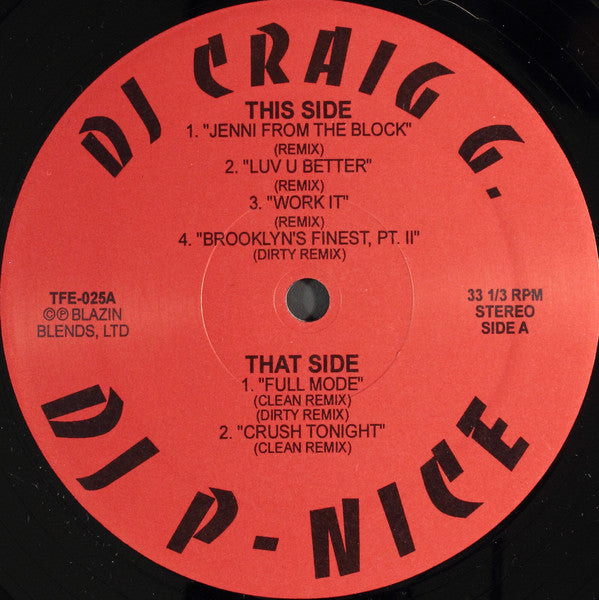 DJ CRAIG G.
THIS SIDE
1. "JENNI FROM THE BLOCK"
(REMIX)
2. "LUV U BETTER"
(REMIX)
3. "WORK IT"
(REMIX)
4. "BROOKLYN'S FINEST, PT. II"
(DIRTY REMIX)
TFE-025A
©℗ BLAZIN
BLENDS, LTD
33 1/3 RPM
STEREO
SIDE A
THAT SIDE
1. "FULL MODE"
(CLEAN REMIX)
(DIRTY REMIX)
2. "CRUSH TONIGHT"
(CLEAN REMIX)
DJ P-NICE